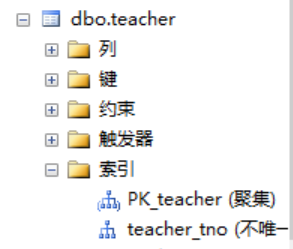 dbo.teacher
列
键
约束
触发器
索引
PK_teacher (聚集)
teacher_tno (不唯一